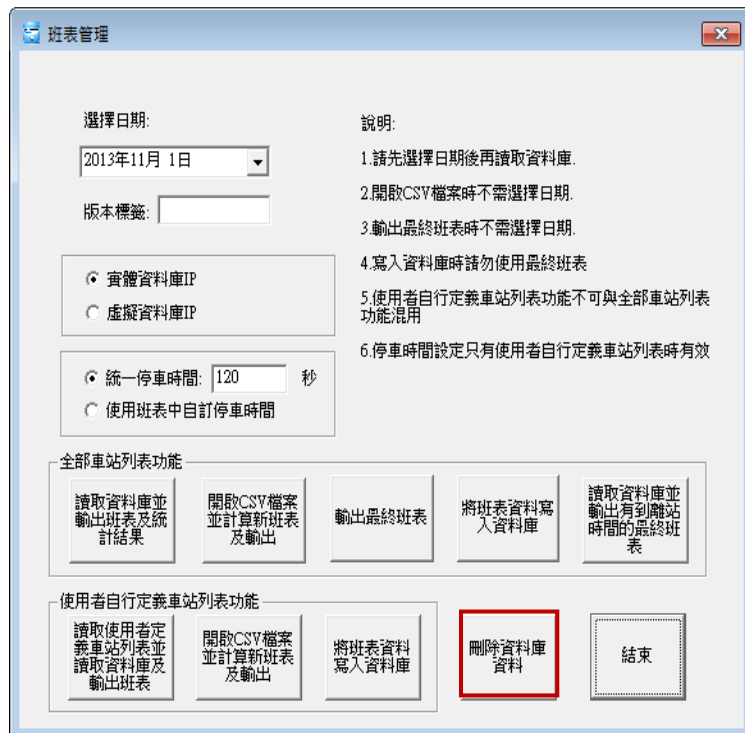 班表管理
選擇日期:
2013年11月 1日
版本標籤:
實體資料庫IP
虛擬資料庫IP
統一停車時間: 120 秒
使用班表中自訂停車時間
說明:
1.請先選擇日期後再讀取資料庫.
2.開啟CSV檔案時不需選擇日期.
3.輸出最終班表時不需選擇日期.
4.寫入資料庫時請勿使用最終班表
5.使用者自行定義車站列表功能不可與全部車站列表
功能混用
6.停車時間設定只有使用者自行定義車站列表時有效
全部車站列表功能
讀取資料庫並
輸出班表及統
計結果
開啟CSV檔案
並計算新班表
及輸出
輸出最終班表
將班表資料寫
入資料庫
讀取資料庫並
輸出有到離站
時間的最終班
表
使用者自行定義車站列表功能
讀取使用者定
義車站列表並
讀取資料庫及
輸出班表
開啟CSV檔案
並計算新班表
及輸出
將班表資料
寫入資料庫
刪除資料庫
資料
結束